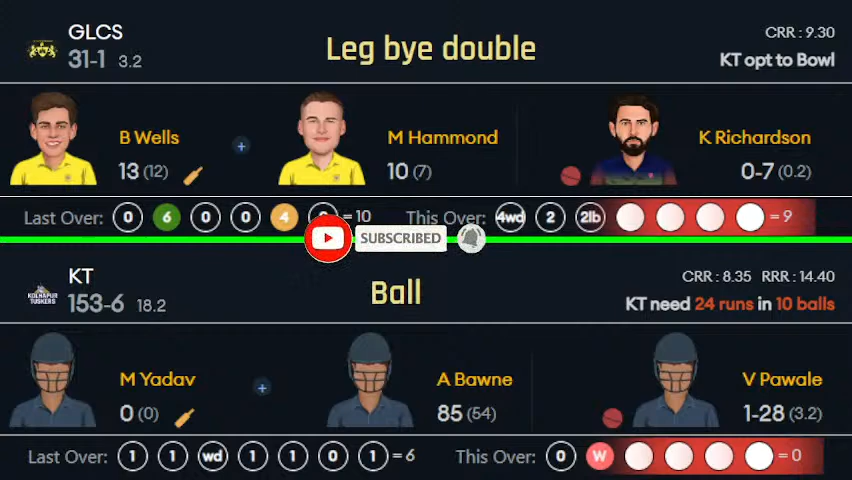 GLCS
31-1 3.2
Leg bye double
CRR : 9.30
KT opt to Bowl
B Wells
13 (12)
+
M Hammond
10 (7)
K Richardson
0-7 (0.2)
Last Over: 0 6 0 0 4 0 =10
This Over: 4wd 2 2lb =9
SUBSCRIBED
KT
153-6 18.2
KOLHAPUR TUSKERS
Ball
CRR : 8.35 RRR : 14.40
KT need 24 runs in 10 balls
M Yadav
0 (0)
+
A Bawne
85 (54)
V Pawale
1-28 (3.2)
Last Over: 1 1 wd 1 1 0 1 =6
This Over: 0 W =0